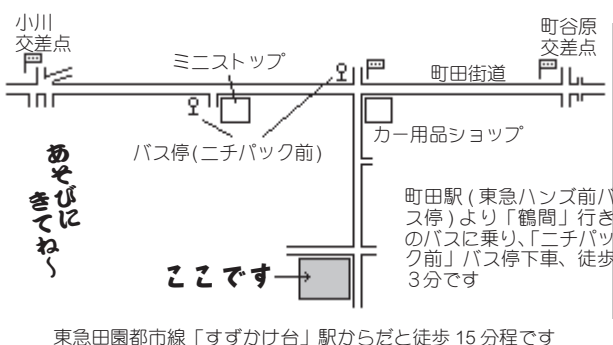 小川
交差点
町谷原
交差点
ミニストップ
町田街道
バス停(ニチパック前)
カー用品ショップ
あそびに
きてね～
町田駅(東急ハンズ前バ
ス停)より「鶴間」行き
のバスに乗り、「ニチパッ
ク前」バス停下車、徒歩
3分です
ここです
東急田園都市線「すずかけ台」駅からだと徒歩 15 分程です